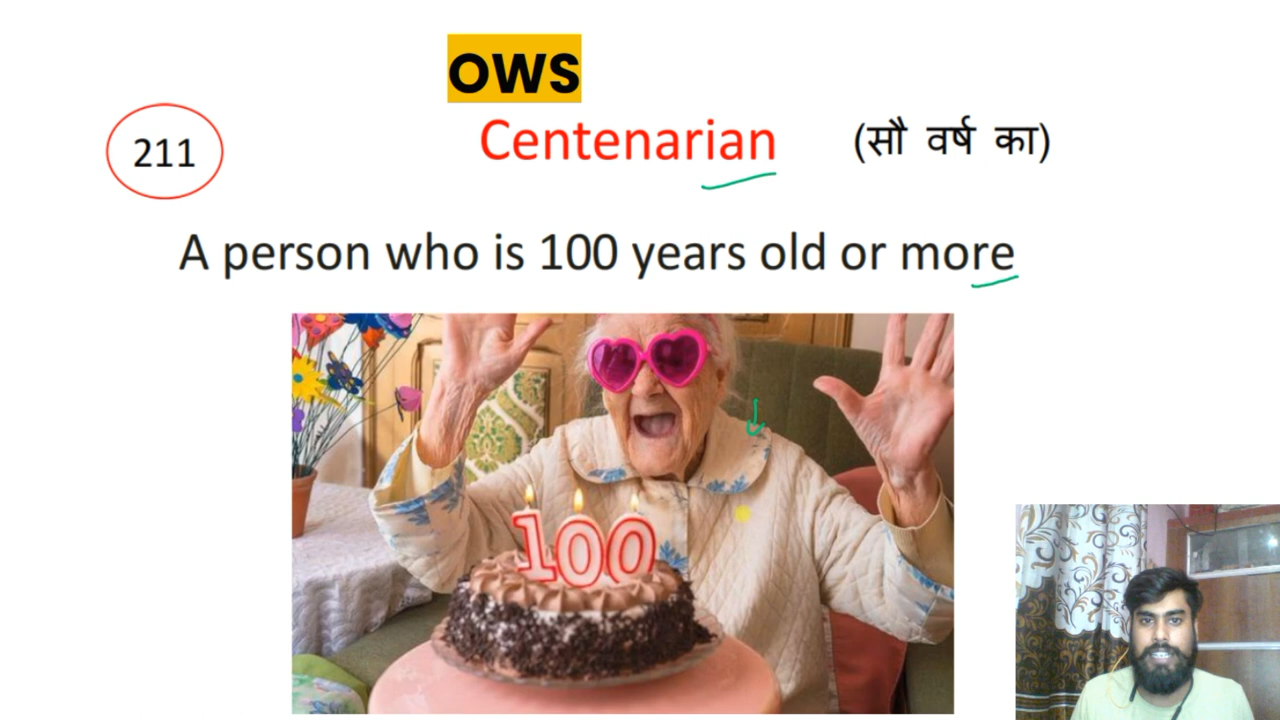 OWS
211
Centenarian (सौ वर्ष का)
A person who is 100 years old or more
100